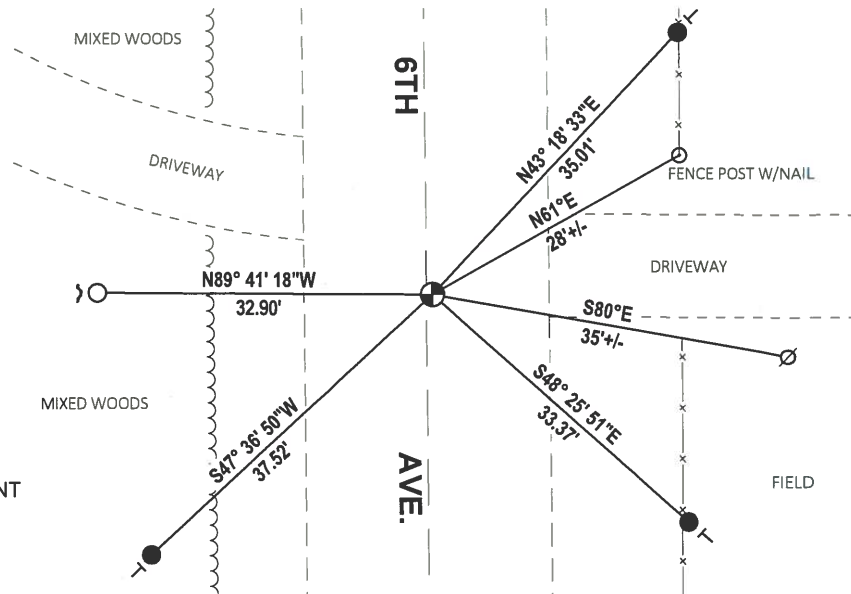 MIXED WOODS
6TH
N43° 18' 33"E
35.01'
DRIVEWAY
FENCE POST W/NAIL
N61°E
28'+/-
DRIVEWAY
N89° 41' 18"W
32.90'
S80°E
35'+/-
MIXED WOODS
S48° 25' 51"E
33.37'
S47° 36' 50"W
37.52'
AVE.
FIELD
NT